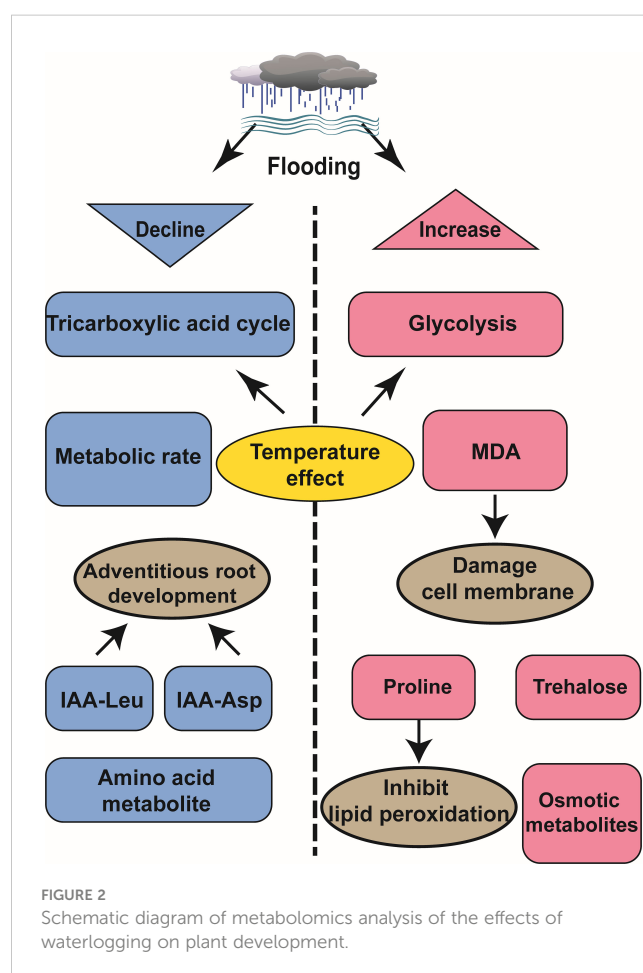 Flooding
Decline
Increase
Tricarboxylic acid cycle
Glycolysis
Metabolic rate
Temperature
effect
MDA
Adventitious root
development
Damage
cell membrane
IAA-Leu
IAA-Asp
Proline
Trehalose
Amino acid
metabolite
Inhibit
lipid peroxidation
Osmotic
metabolites
FIGURE 2
Schematic diagram of metabolomics analysis of the effects of
waterlogging on plant development.